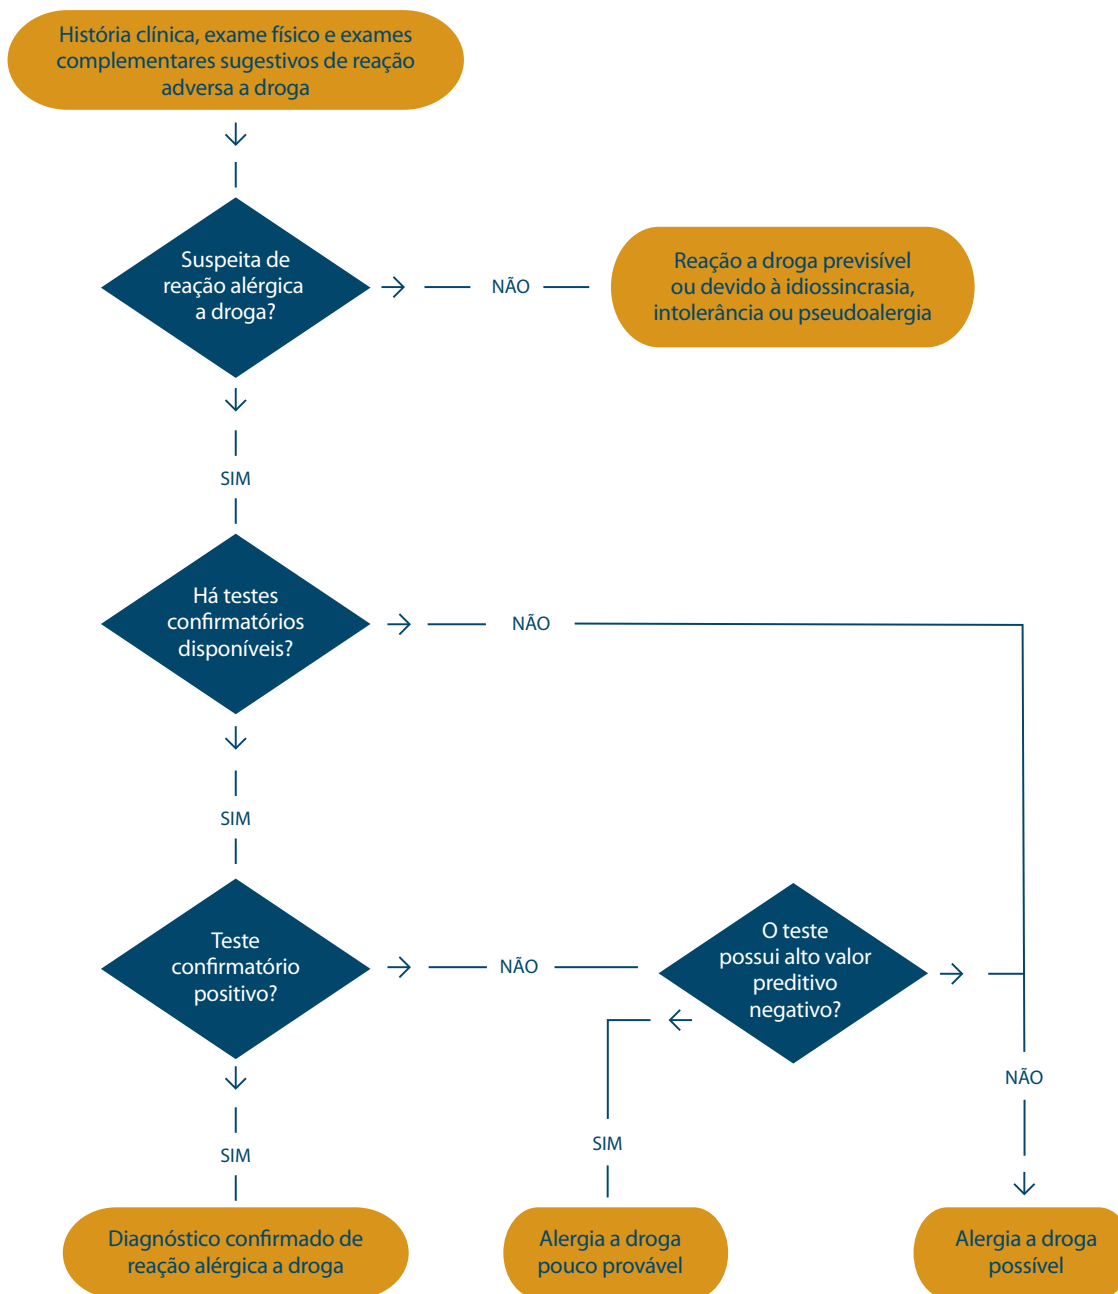 História clínica, exame físico e exames
complementares sugestivos de reação
adversa a droga
Suspeita de
reação alérgica
a droga?
NÃO
Reação a droga previsível
ou devido à idiossincrasia,
intolerância ou pseudoalergia
SIM
Há testes
confirmatórios
disponíveis?
NÃO
SIM
Teste
confirmatório
positivo?
NÃO
O teste
possui alto valor
preditivo
negativo?
NÃO
SIM
SIM
Diagnóstico confirmado de
reação alérgica a droga
Alergia a droga
pouco provável
Alergia a droga
possível